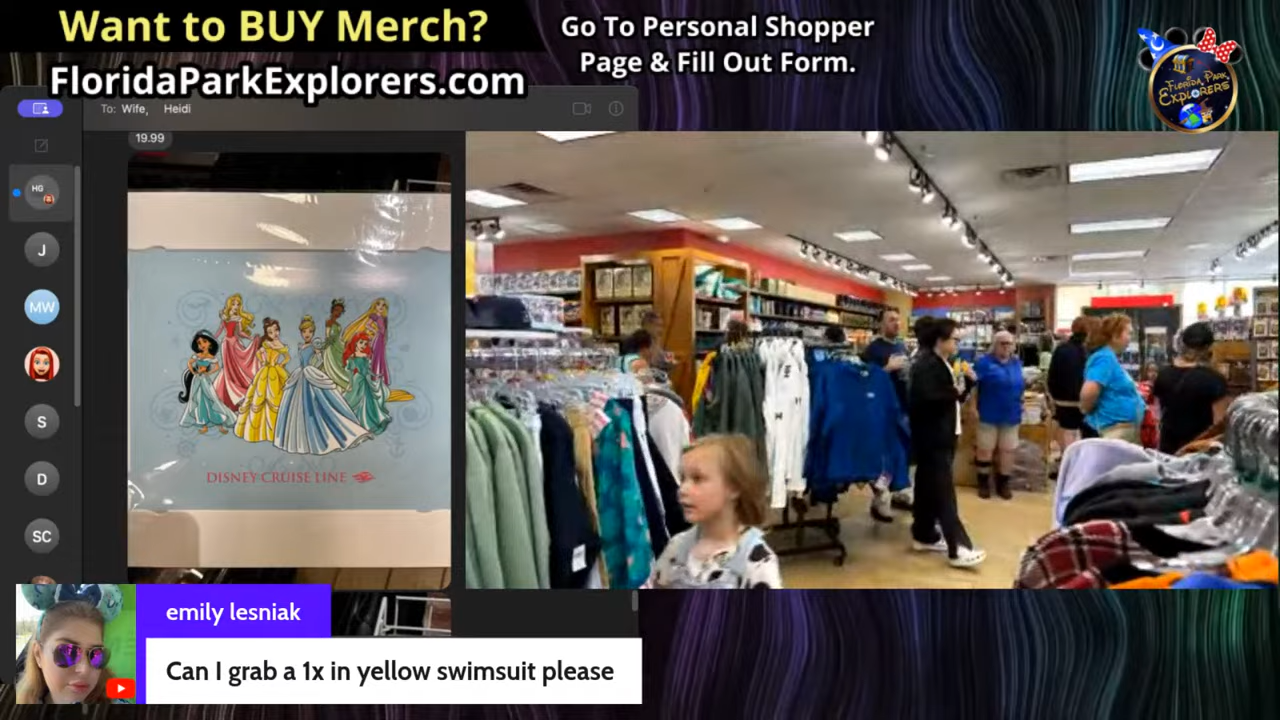 Want to BUY Merch?
FloridaParkExplorers.com
Go To Personal Shopper
Page & Fill Out Form.
FLORIDA PARK
EXPLORERS
To: Wife, Heidi
19.99
HG
J
MW
S
D
SC
DISNEY CRUISE LINE
emily lesniak
Can I grab a 1x in yellow swimsuit please